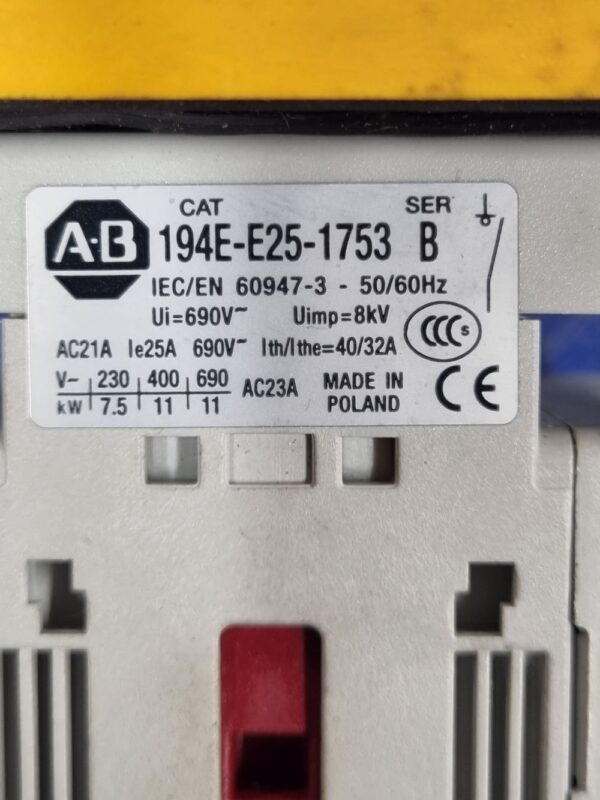 CAT SER
A-B 194E-E25-1753 B
IEC/EN 60947-3 - 50/60Hz
Ui=690V~ Uimp=8kV
AC21A Ie25A 690V~ Ith/Ithe=40/32A
CCC S
V~ 230 400 690
kW 7.5 11 11
AC23A
MADE IN
POLAND
CE